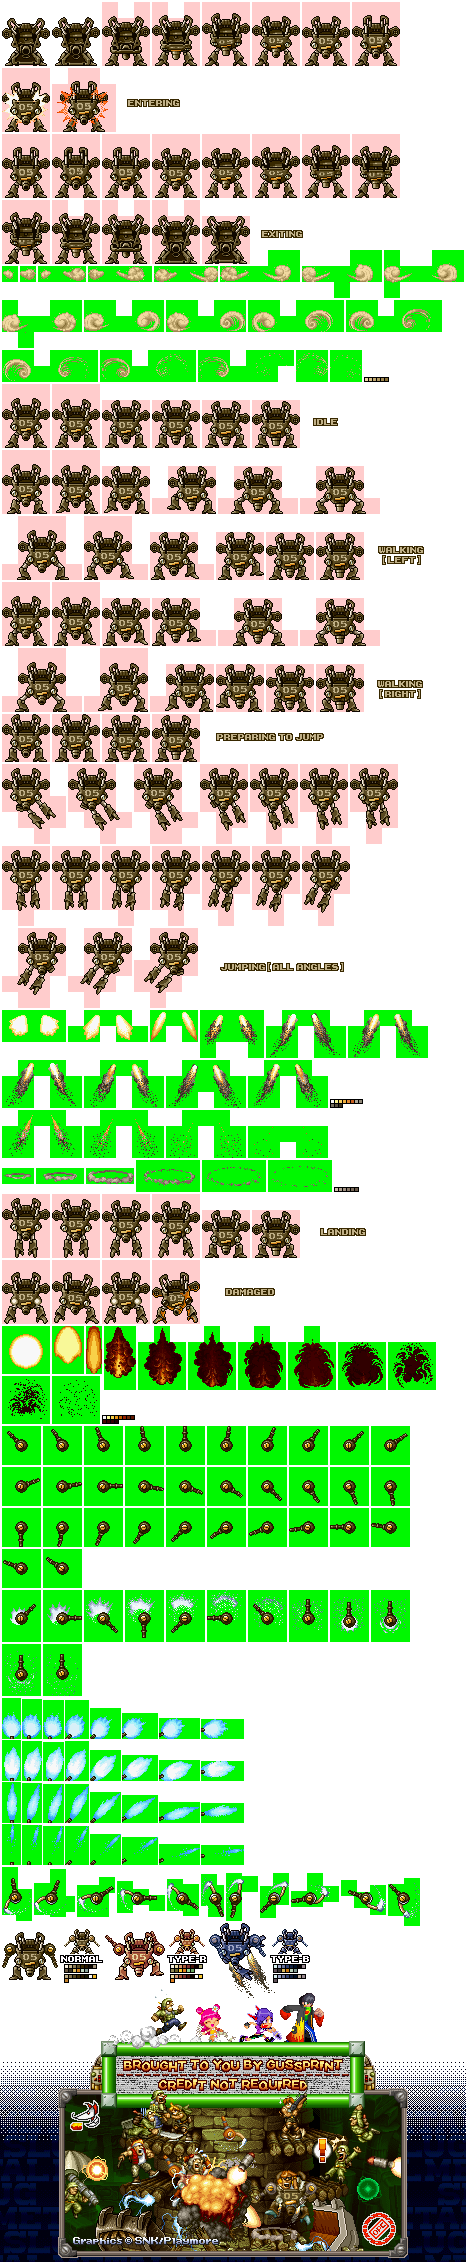 ENTERING
EXITING
IDLE
WALKING
[LEFT]
WALKING
[RIGHT]
PREPARING TO JUMP
JUMPING[ALL ANGLES]
LANDING
DAMAGED
NORMAL
TYPE-R
TYPE-B
BROUGHT TO YOU BY GUSSPRINT
CREDIT NOT REQUIRED
Graphics © SNK/Playmore